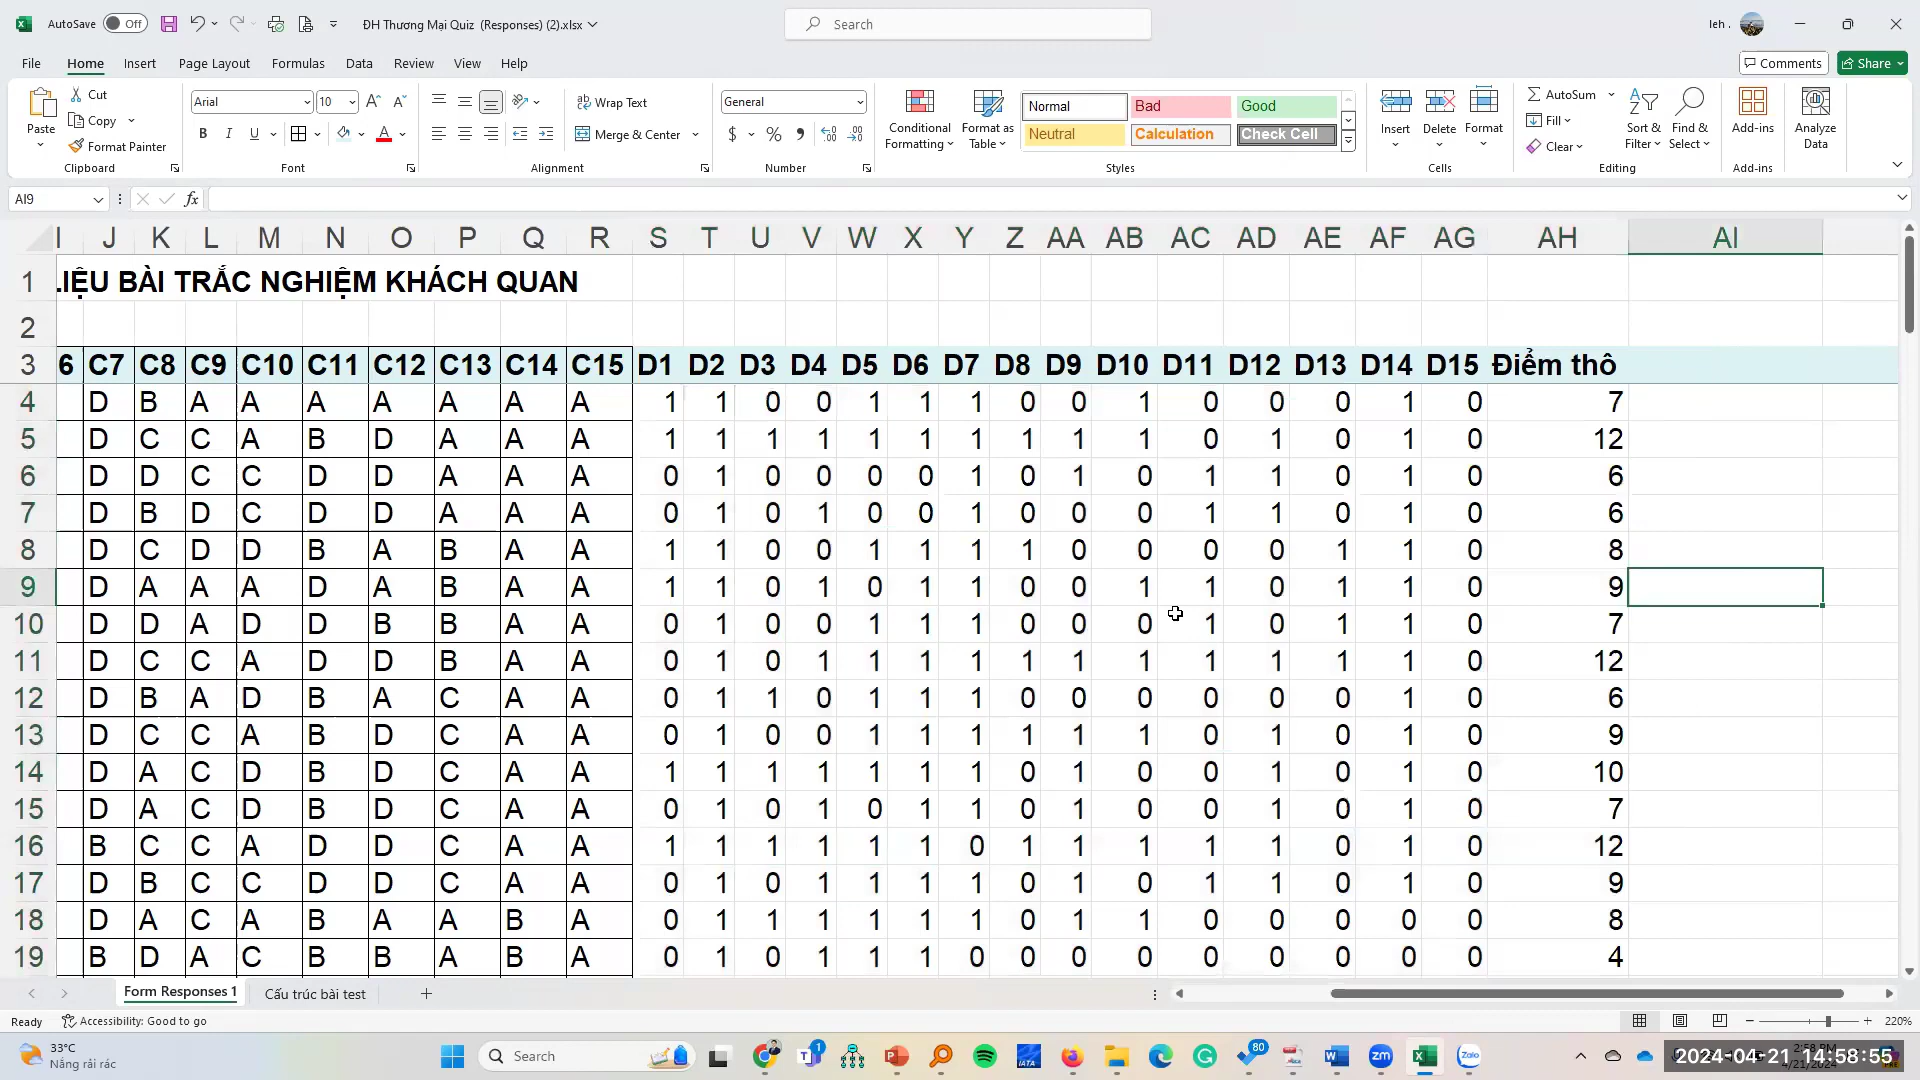 AutoSave Off ĐH Thương Mại Quiz (Responses) (2).xlsx Search leh .
File Home Insert Page Layout Formulas Data Review View Help Comments Share
Paste Cut Copy Format Painter Clipboard
Arial 10 B I U Font
Wrap Text Merge & Center Alignment
General $ % , Number
Conditional Formatting Format as Table Normal Bad Good Neutral Calculation Check Cell Styles
Insert Delete Format Cells
AutoSum Fill Clear Sort & Filter Find & Select Editing
Add-ins Add-ins
Analyze Data
AI9 fx
I J K L M N O P Q R S T U V W X Y Z AA AB AC AD AE AF AG AH AI
1 LIỆU BÀI TRẮC NGHIỆM KHÁCH QUAN
2
3 6 C7 C8 C9 C10 C11 C12 C13 C14 C15 D1 D2 D3 D4 D5 D6 D7 D8 D9 D10 D11 D12 D13 D14 D15 Điểm thô
4 D B A A A A A A A 1 1 0 0 1 1 1 0 0 1 0 0 0 1 0 7
5 D C C A B D A A A 1 1 1 1 1 1 1 1 1 1 0 1 0 1 0 12
6 D D C C D D A A A 0 1 0 0 0 0 1 0 1 0 1 1 0 1 0 6
7 D B D C D D A A A 0 1 0 1 0 0 1 0 0 0 1 1 0 1 0 6
8 D C D D B A B A A 1 1 0 0 1 1 1 1 0 0 0 0 1 1 0 8
9 D A A A D A B A A 1 1 0 1 0 1 1 0 0 1 1 0 1 1 0 9
10 D D A D D B B A A 0 1 0 0 1 1 1 0 0 0 1 0 1 1 0 7
11 D C C A D D B A A 0 1 0 1 1 1 1 1 1 1 1 1 1 1 0 12
12 D B A D B A C A A 0 1 1 0 1 1 1 0 0 0 0 0 0 1 0 6
13 D C C A B D C A A 0 1 0 0 1 1 1 1 1 1 0 1 0 1 0 9
14 D A C D B D C A A 1 1 1 1 1 1 1 0 1 0 0 1 0 1 0 10
15 D A C D B D C A A 0 1 0 1 0 1 1 0 1 0 0 1 0 1 0 7
16 B C C A D D C A A 1 1 1 1 1 1 0 1 1 1 1 1 0 1 0 12
17 D B C C D D C A A 0 1 0 1 1 1 1 0 1 0 1 1 0 1 0 9
18 D A C A B A A B A 0 1 1 1 1 1 1 0 1 1 0 0 0 0 0 8
19 B D A C B B A B A 0 1 0 1 1 1 0 0 0 0 0 0 0 0 0 4
Form Responses 1 Cấu trúc bài test
Ready Accessibility: Good to go 220%
33°C
Nắng rải rác
Search 1 IATA 80 zm Zalo
2024-04-21 14:58:55